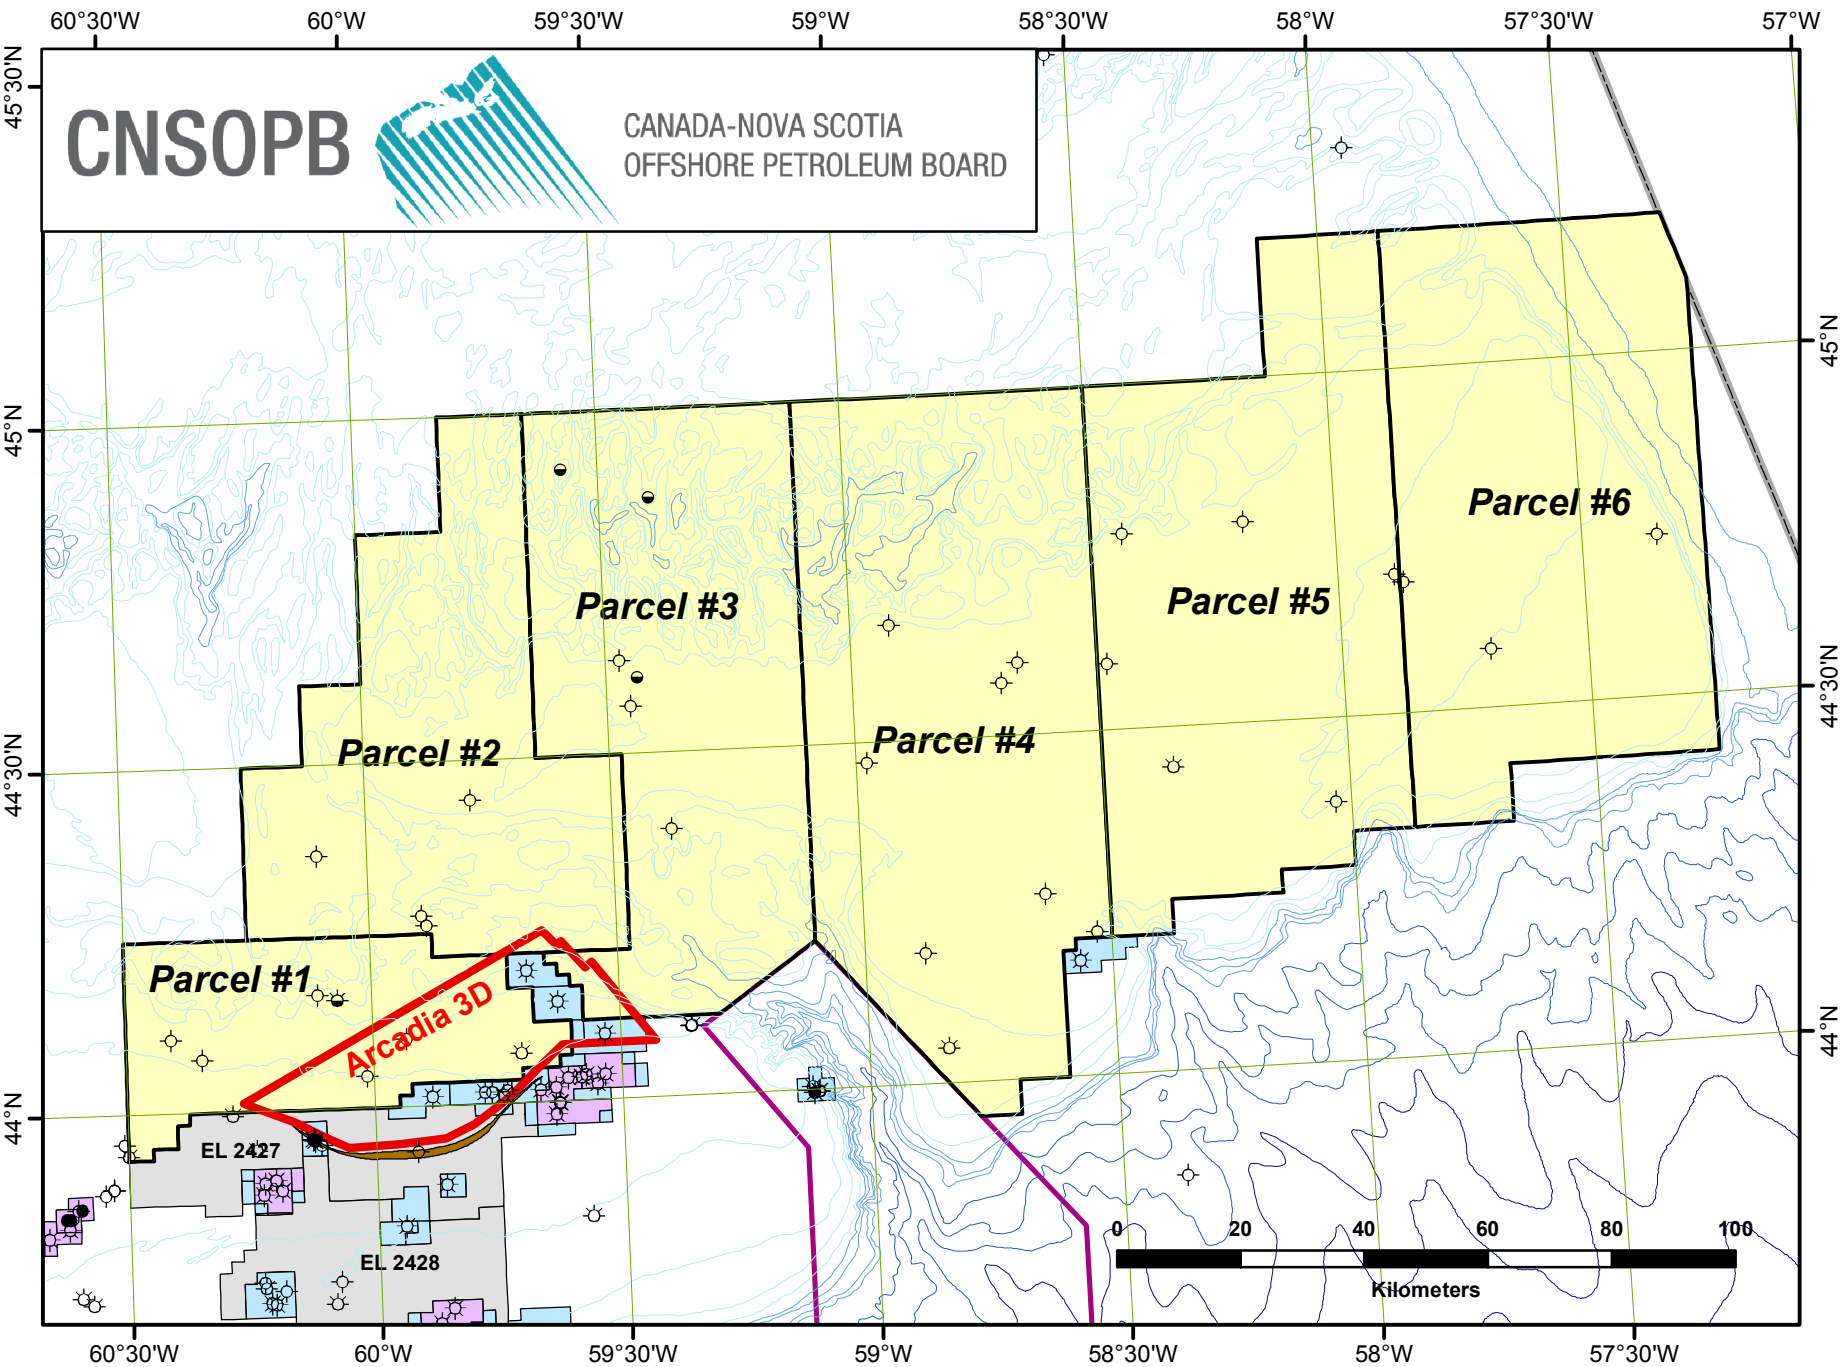 60°30'W 60°W 59°30'W 59°W 58°30'W 58°W 57°30'W 57°W
45°30'N
CNSOPB
CANADA-NOVA SCOTIA
OFFSHORE PETROLEUM BOARD
45°N
45°N
Parcel #6
Parcel #5
Parcel #3
44°30'N
Parcel #4
Parcel #2
44°30'N
Parcel #1
Arcadia 3D
44°N
44°N
EL 2427
0 20 40 60 80 100
EL 2428
Kilometers
60°30'W 60°W 59°30'W 59°W 58°30'W 58°W 57°30'W